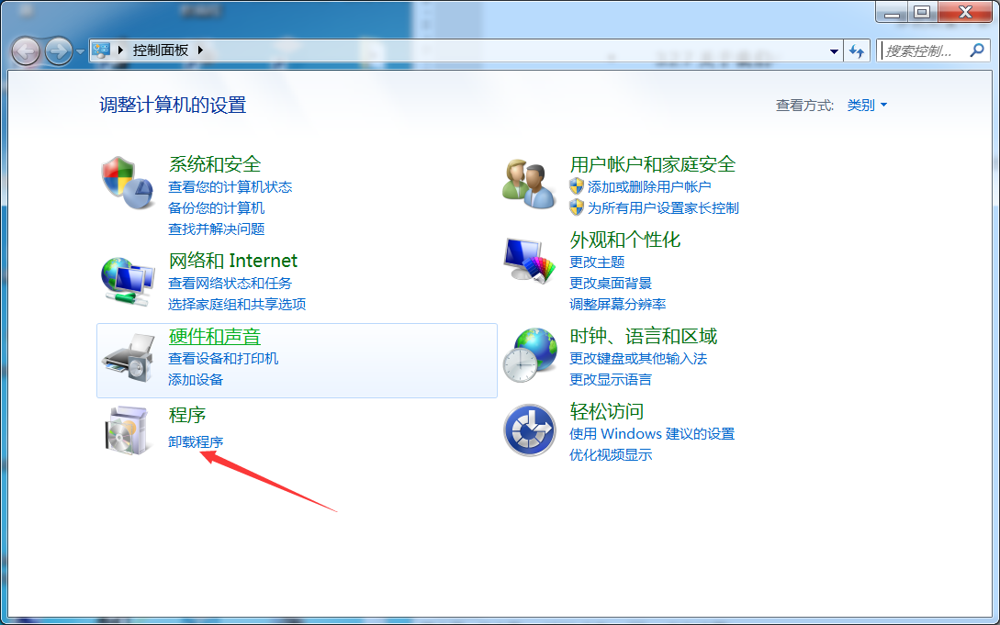 控制面板
搜索控制...
调整计算机的设置
查看方式: 类别
系统和安全
查看您的计算机状态
备份您的计算机
查找并解决问题
网络和 Internet
查看网络状态和任务
选择家庭组和共享选项
硬件和声音
查看设备和打印机
添加设备
程序
卸载程序
用户帐户和家庭安全
添加或删除用户帐户
为所有用户设置家长控制
外观和个性化
更改主题
更改桌面背景
调整屏幕分辨率
时钟、语言和区域
更改键盘或其他输入法
更改显示语言
轻松访问
使用 Windows 建议的设置
优化视频显示